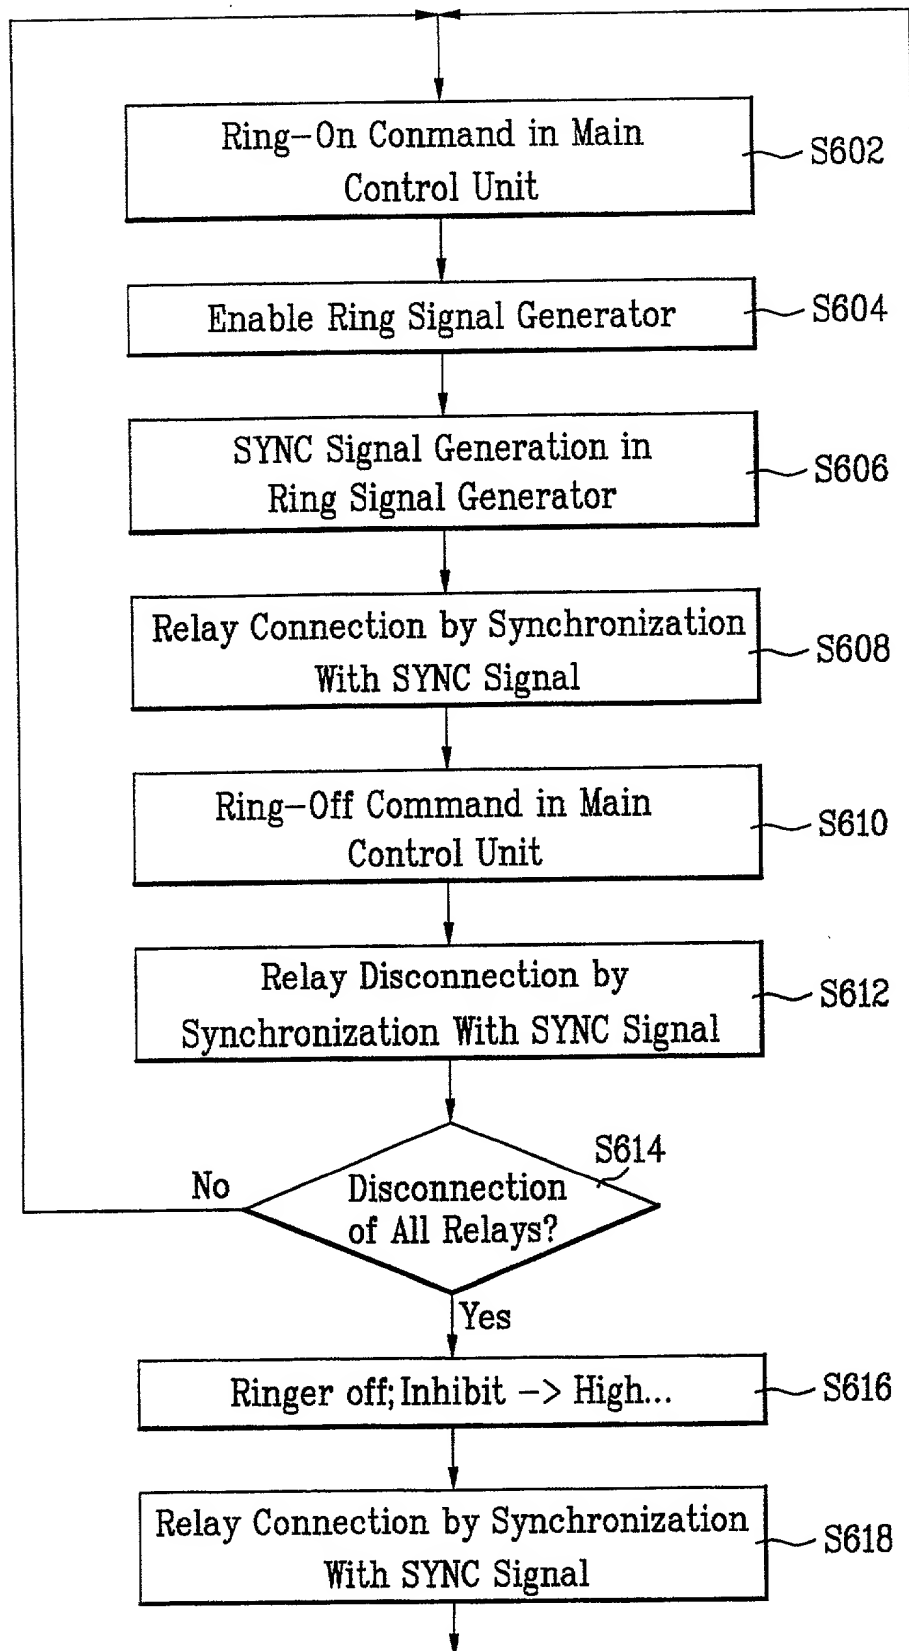 Ring-On Conmand in Main
Control Unit
S602
Enable Ring Signal Generator
S604
SYNC Signal Generation in
Ring Signal Generator
S606
Relay Connection by Synchronization
With SYNC Signal
S608
Ring-Off Command in Main
Control Unit
S610
Relay Disconnection by
Synchronization With SYNC Signal
S612
S614
No
Disconnection
of All Relays?
Yes
Ringer off; Inhibit -> High...
S616
Relay Connection by Synchronization
With SYNC Signal
S618